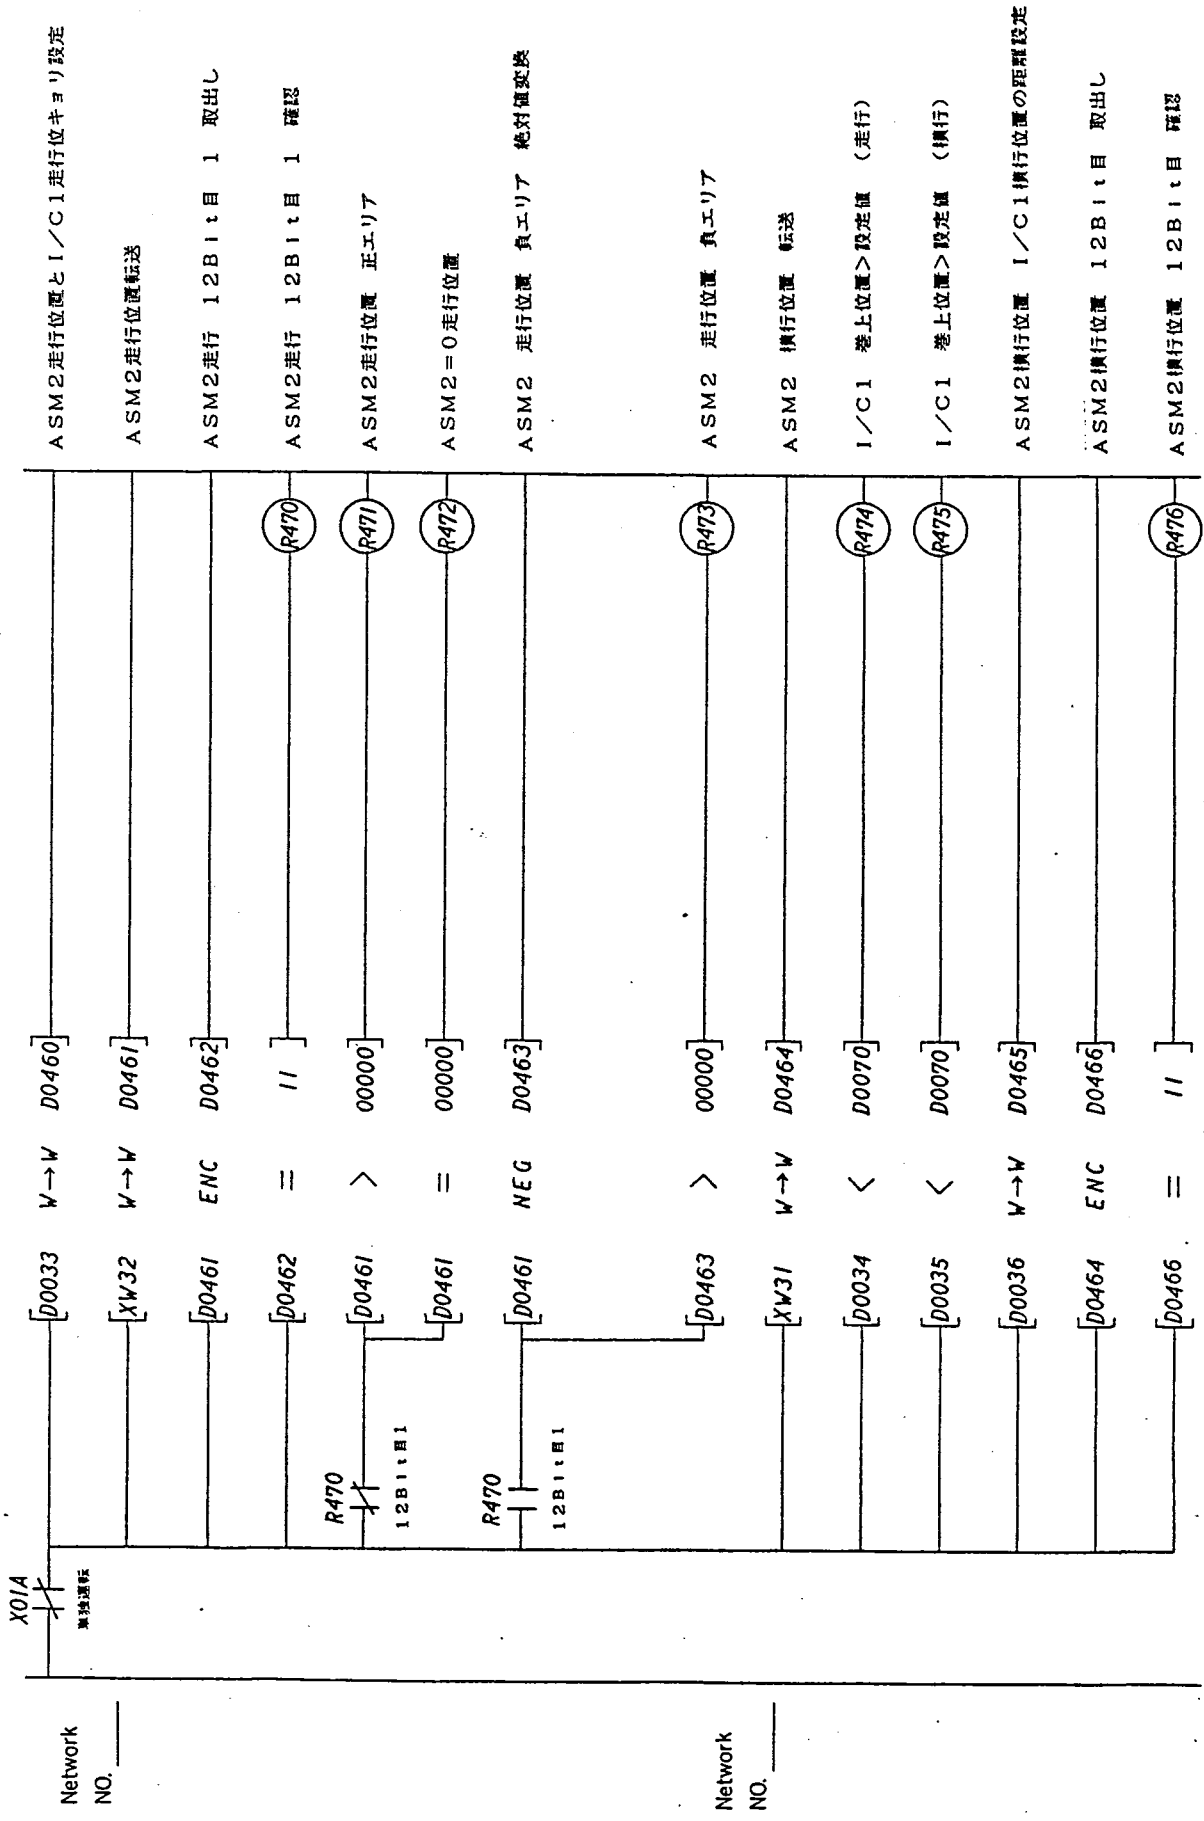 X01A
単独運転
[D0033 W→W D0460] ASM2走行位置とI/C1走行位キョリ設定
[XW32 W→W D0461] ASM2走行位置転送
[D0461 ENC D0462] ASM2走行 12Bit目 1 取出し
[D0462 = 11 ] R470 ASM2走行 12Bit目 1 確認
R470
12Bit目1
[D0461 > 00000] R471 ASM2走行位置 正エリア
[D0461 = 00000] R472 ASM2=0走行位置
R470
12Bit目1
[D0461 NEG D0463] ASM2 走行位置 負エリア 絶対値変換
[D0463 > 00000] R473 ASM2 走行位置 負エリア
[XW31 W→W D0464] ASM2 横行位置 転送
[D0034 < D0070] R474 I/C1 巻上位置>設定値 (走行)
[D0035 < D0070] R475 I/C1 巻上位置>設定値 (横行)
[D0036 W→W D0465] ASM2横行位置 I/C1横行位置の距離設定
[D0464 ENC D0466] ASM2横行位置 12Bit目 取出し
[D0466 = 11 ] R476 ASM2横行位置 12Bit目 確認
Network
NO.
Network
NO.